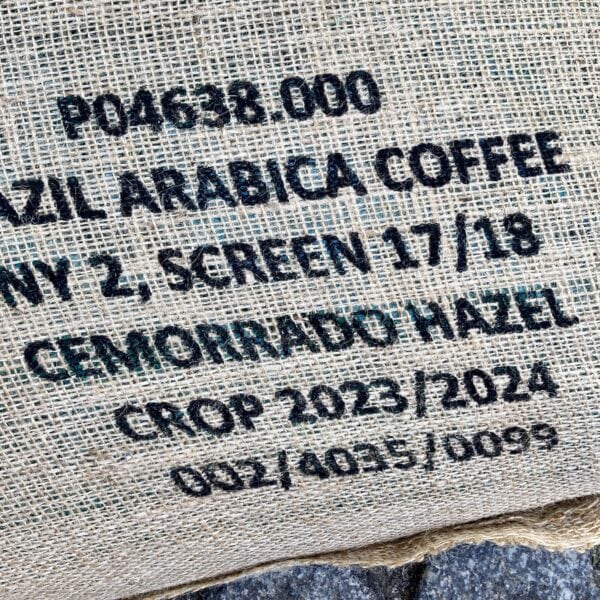 P04638.000
AZIL ARABICA COFFEE
NY 2, SCREEN 17/18
CEMORRADO HAZEL
CROP 2023/2024
002/4035/0099